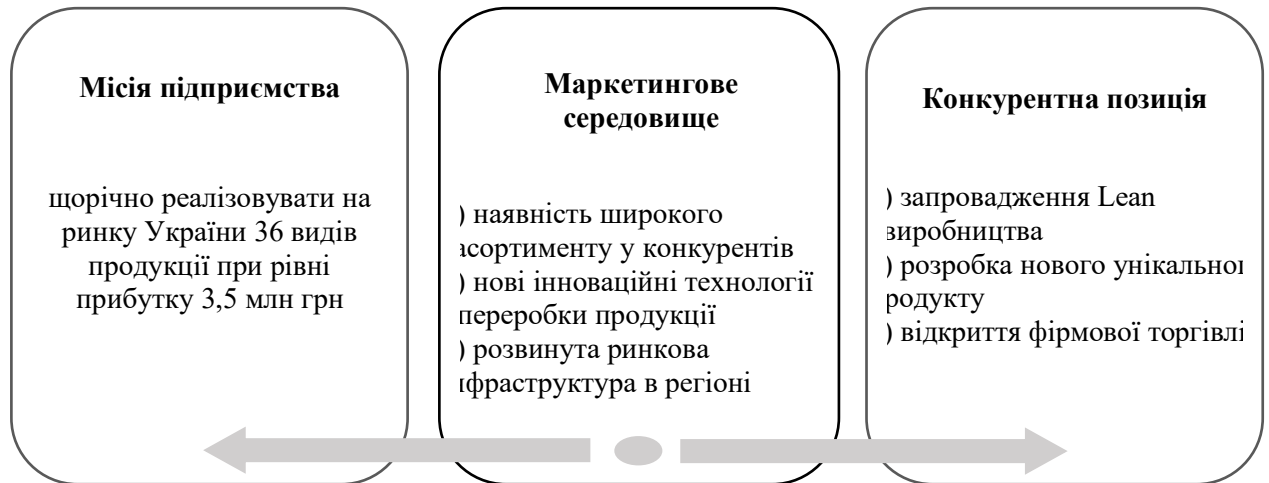 Місія підприємства
щорічно реалізовувати на
ринку України 36 видів
продукції при рівні
прибутку 3,5 млн грн
Маркетингове
середовище
) наявність широкого
асортименту у конкурентів
) нові інноваційні технології
переробки продукції
) розвинута ринкова
нфраструктура в регіоні
Конкурентна позиція
) запровадження Lean
виробництва
) розробка нового унікальног
родукту
) відкриття фірмової торгівлі